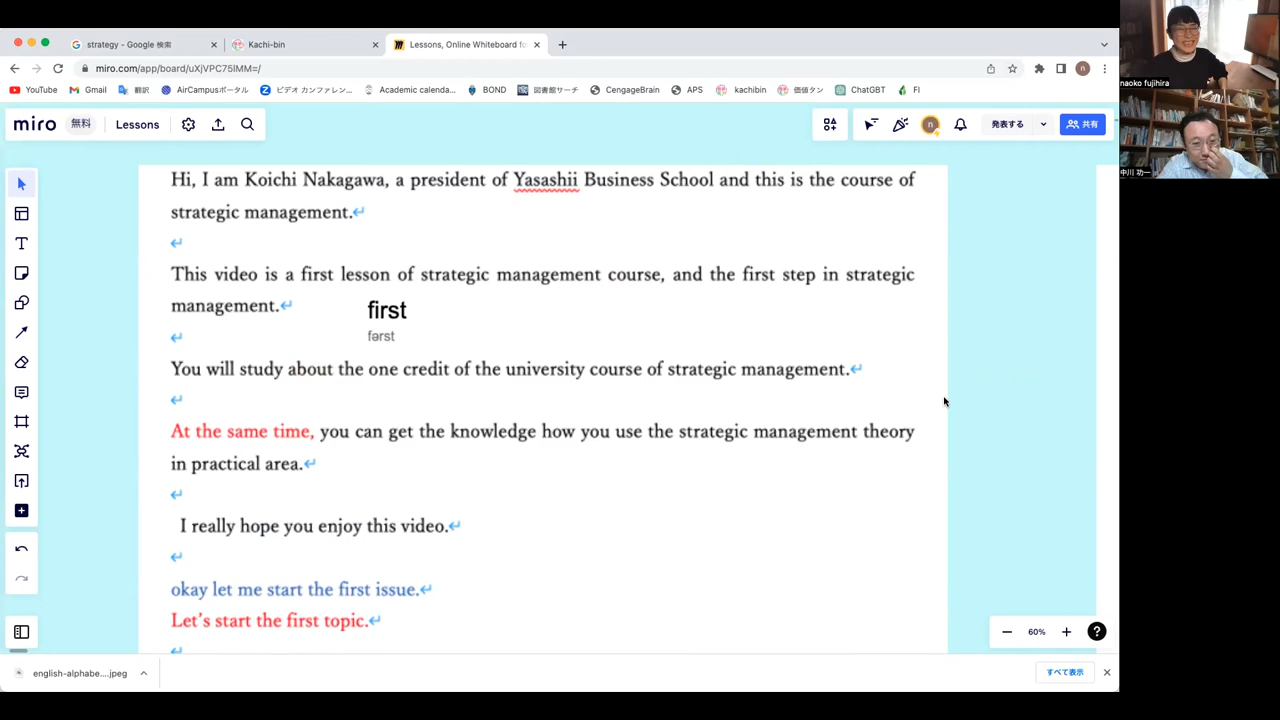 strategy - Google 検索
Kachi-bin
Lessons, Online Whiteboard fo
miro.com/app/board/uXjVPC75IMM=/
YouTube
Gmail
翻訳
AirCampusポータル
ビデオ カンファレン...
Academic calenda...
BOND
図書館サーチ
CengageBrain
APS
kachibin
価値タン
ChatGBT
FI
miro 無料 Lessons
発表する
共有
Hi, I am Koichi Nakagawa, a president of Yasashii Business School and this is the course of
strategic management.
This video is a first lesson of strategic management course, and the first step in strategic
management.
first
fərst
You will study about the one credit of the university course of strategic management.
At the same time, you can get the knowledge how you use the strategic management theory
in practical area.
I really hope you enjoy this video.
okay let me start the first issue.
Let's start the first topic.
60%
english-alphabe....jpeg
すべて表示
naoko fujihira
中川 功一